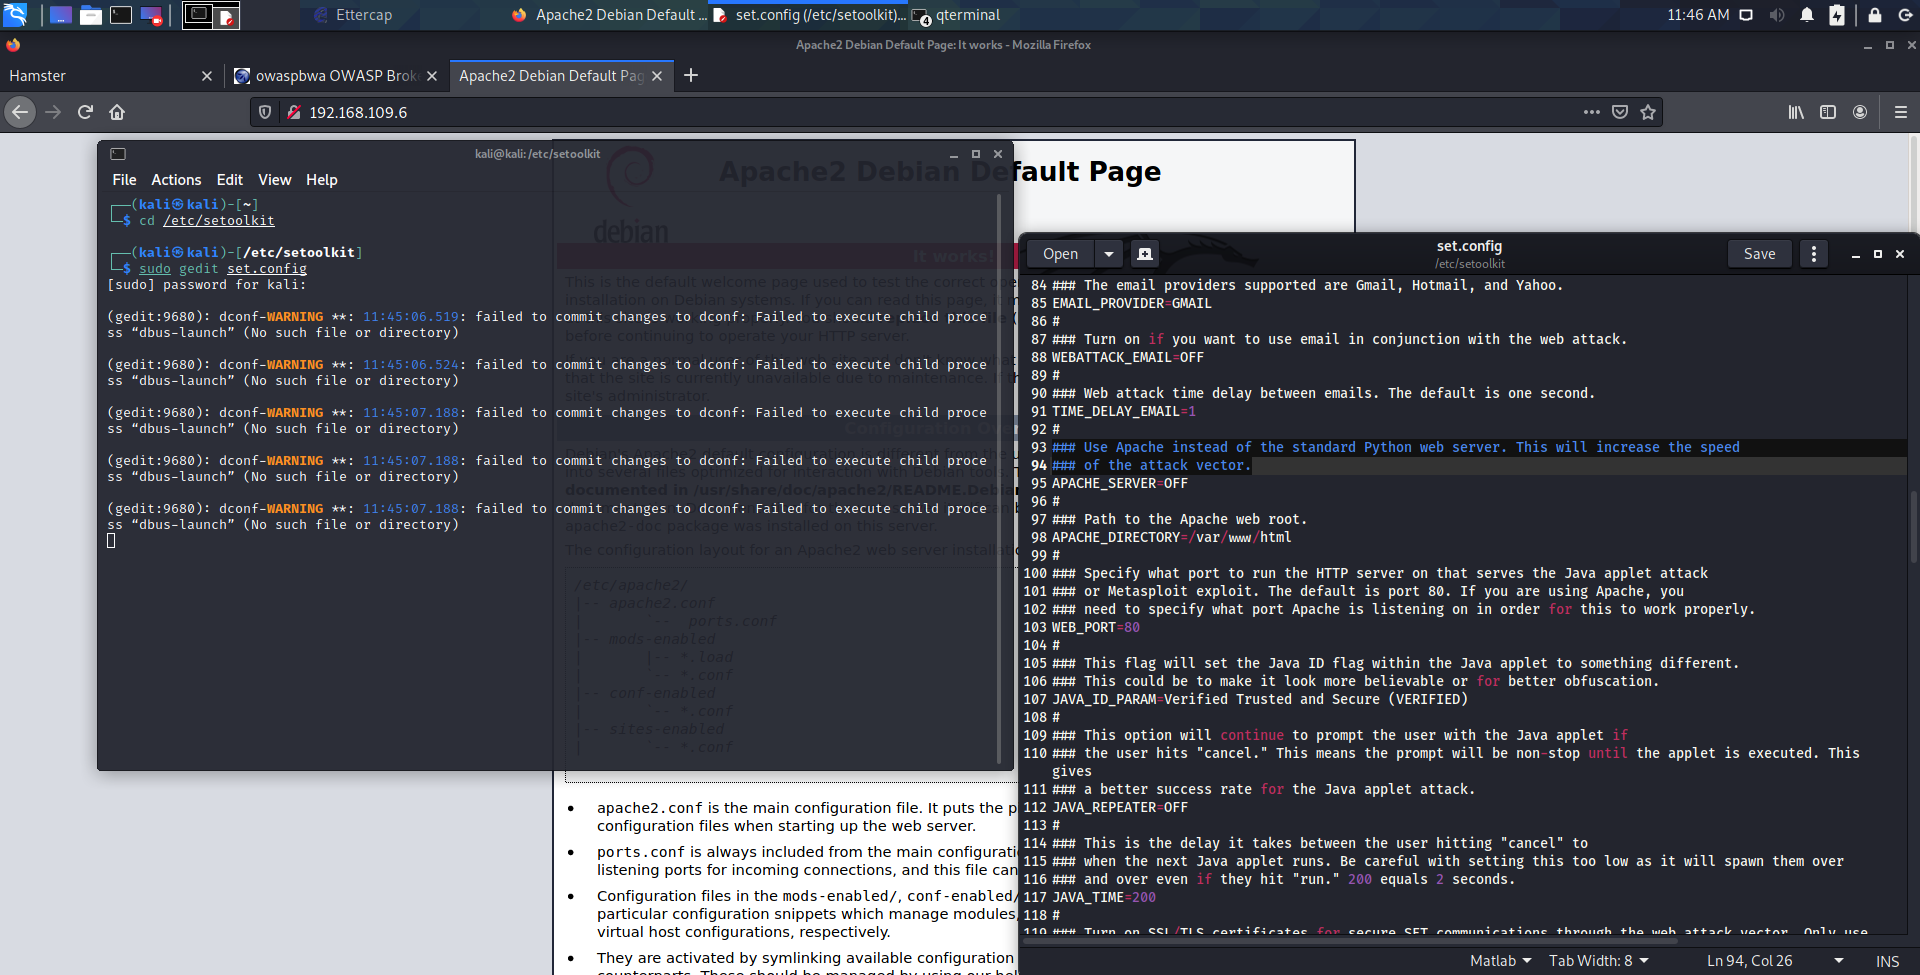 Ettercap
Apache2 Debian Default ...
set.config (/etc/setoolkit)...
4
qterminal
11:46 AM
Apache2 Debian Default Page: It works - Mozilla Firefox
Hamster
owaspbwa OWASP Brok
Apache2 Debian Default Pag
192.168.109.6
kali@kali: /etc/setoolkit
File Actions Edit View Help
┌──(kali㉿kali)-[~]
└─$ cd /etc/setoolkit
┌──(kali㉿kali)-[/etc/setoolkit]
└─$ sudo gedit set.config
[sudo] password for kali:
(gedit:9680): dconf-WARNING **: 11:45:06.519: failed to commit changes to dconf: Failed to execute child proce
ss “dbus-launch” (No such file or directory)
(gedit:9680): dconf-WARNING **: 11:45:06.524: failed to commit changes to dconf: Failed to execute child proce
ss “dbus-launch” (No such file or directory)
(gedit:9680): dconf-WARNING **: 11:45:07.188: failed to commit changes to dconf: Failed to execute child proce
ss “dbus-launch” (No such file or directory)
(gedit:9680): dconf-WARNING **: 11:45:07.188: failed to commit changes to dconf: Failed to execute child proce
ss “dbus-launch” (No such file or directory)
(gedit:9680): dconf-WARNING **: 11:45:07.188: failed to commit changes to dconf: Failed to execute child proce
ss “dbus-launch” (No such file or directory)
Apache2 Debian Default Page
debian
It works!
This is the default welcome page used to test the correct ope
installation on Debian systems. If you can read this page, it m
before continuing to operate your HTTP server.
that the site is currently unavailable due to maintenance. If th
site's administrator.
Configuration Over
documented in /usr/share/doc/apache2/README.Debian
apache2-doc package was installed on this server.
The configuration layout for an Apache2 web server installatio
/etc/apache2/
|-- apache2.conf
|       `--  ports.conf
|-- mods-enabled
|       |-- *.load
|       `-- *.conf
|-- conf-enabled
|       `-- *.conf
|-- sites-enabled
|       `-- *.conf
• apache2.conf is the main configuration file. It puts the p
configuration files when starting up the web server.
• ports.conf is always included from the main configurati
listening ports for incoming connections, and this file can
• Configuration files in the mods-enabled/, conf-enabled/
particular configuration snippets which manage modules,
virtual host configurations, respectively.
• They are activated by symlinking available configuration
Open
set.config
/etc/setoolkit
Save
84 ### The email providers supported are Gmail, Hotmail, and Yahoo.
85 EMAIL_PROVIDER=GMAIL
86 #
87 ### Turn on if you want to use email in conjunction with the web attack.
88 WEBATTACK_EMAIL=OFF
89 #
90 ### Web attack time delay between emails. The default is one second.
91 TIME_DELAY_EMAIL=1
92 #
93 ### Use Apache instead of the standard Python web server. This will increase the speed
94 ### of the attack vector.
95 APACHE_SERVER=OFF
96 #
97 ### Path to the Apache web root.
98 APACHE_DIRECTORY=/var/www/html
99 #
100 ### Specify what port to run the HTTP server on that serves the Java applet attack
101 ### or Metasploit exploit. The default is port 80. If you are using Apache, you
102 ### need to specify what port Apache is listening on in order for this to work properly.
103 WEB_PORT=80
104 #
105 ### This flag will set the Java ID flag within the Java applet to something different.
106 ### This could be to make it look more believable or for better obfuscation.
107 JAVA_ID_PARAM=Verified Trusted and Secure (VERIFIED)
108 #
109 ### This option will continue to prompt the user with the Java applet if
110 ### the user hits "cancel." This means the prompt will be non-stop until the applet is executed. This
gives
111 ### a better success rate for the Java applet attack.
112 JAVA_REPEATER=OFF
113 #
114 ### This is the delay it takes between the user hitting "cancel" to
115 ### when the next Java applet runs. Be careful with setting this too low as it will spawn them over
116 ### and over even if they hit "run." 200 equals 2 seconds.
117 JAVA_TIME=200
118 #
119 ### Turn on SSL/TLS certificates for secure SET communications through the web attack vector. Only use
Matlab
Tab Width: 8
Ln 94, Col 26
INS